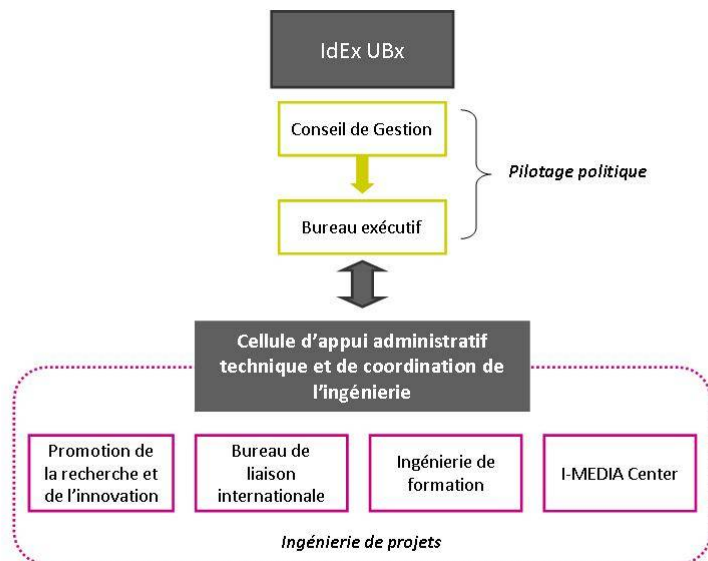 IdEx UBx
Conseil de Gestion
Pilotage politique
Bureau exécutif
Cellule d'appui administratif
technique et de coordination de
l'ingénierie
Promotion de
la recherche et
de l'innovation
Bureau de
liaison
internationale
Ingénierie de
formation
I-MEDIA Center
Ingénierie de projets